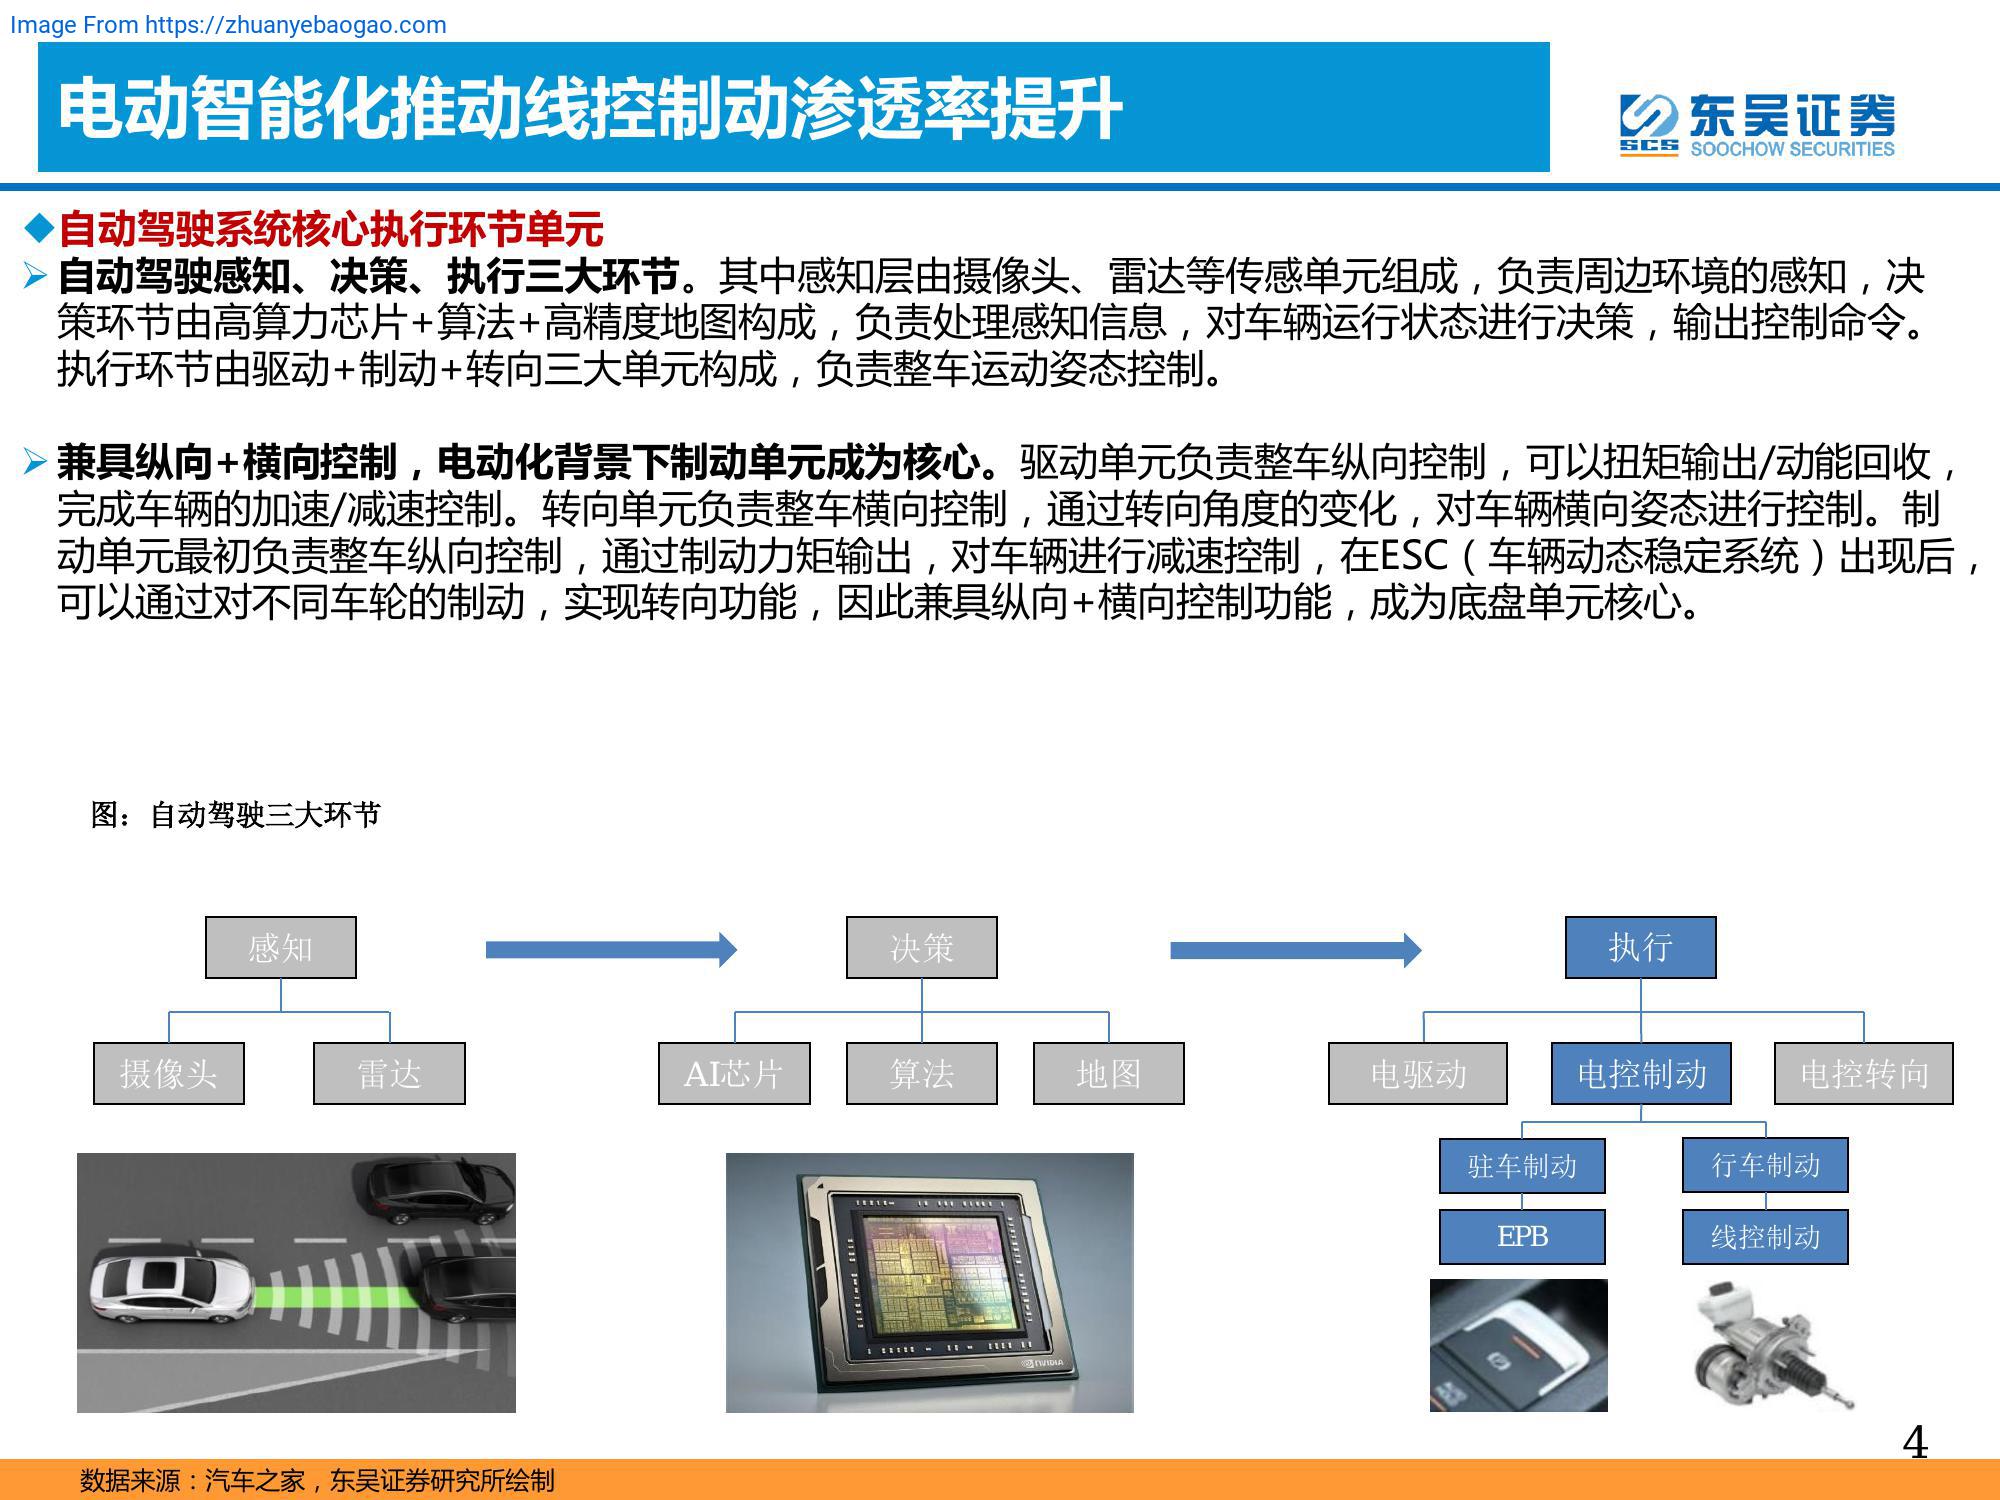 Image From https://zhuanyebaogao.com
电动智能化推动线控制动渗透率提升
东吴证券
SCS
SOOCHOW SECURITIES
自动驾驶系统核心执行环节单元
自动驾驶感知、决策、执行三大环节。其中感知层由摄像头、雷达等传感单元组成，负责周边环境的感知，决
策环节由高算力芯片+算法+高精度地图构成，负责处理感知信息，对车辆运行状态进行决策，输出控制命令。
执行环节由驱动+制动+转向三大单元构成，负责整车运动姿态控制。
兼具纵向+横向控制，电动化背景下制动单元成为核心。驱动单元负责整车纵向控制，可以扭矩输出/动能回收，
完成车辆的加速/减速控制。转向单元负责整车横向控制，通过转向角度的变化，对车辆横向姿态进行控制。制
动单元最初负责整车纵向控制，通过制动力矩输出，对车辆进行减速控制，在ESC（车辆动态稳定系统）出现后，
可以通过对不同车轮的制动，实现转向功能，因此兼具纵向+横向控制功能，成为底盘单元核心。
图：自动驾驶三大环节
感知
决策
执行
摄像头
雷达
AI芯片
算法
地图
电驱动
电控制动
电控转向
驻车制动
行车制动
EPB
线控制动
NVIDIA
4
数据来源：汽车之家，东吴证券研究所绘制